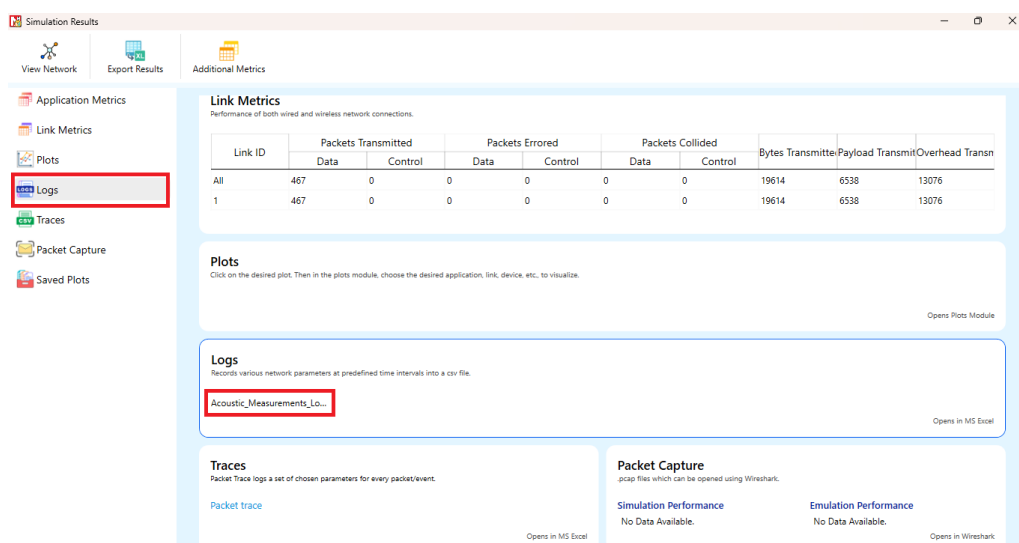 Simulation Results
View Network
Export Results
Additional Metrics
Application Metrics
Link Metrics
Plots
Logs
Traces
Packet Capture
Saved Plots
Link Metrics
Performance of both wired and wireless network connections.
Link ID Packets Transmitted Packets Errored Packets Collided Bytes Transmitte Payload Transmit Overhead Transm
Data Control Data Control Data Control
All 467 0 0 0 0 0 19614 6538 13076
1 467 0 0 0 0 0 19614 6538 13076
Plots
Click on the desired plot. Then in the plots module, choose the desired application, link, device, etc., to visualize.
Opens Plots Module
Logs
Records various network parameters at predefined time intervals into a csv file.
Acoustic_Measurements_Lo...
Opens in MS Excel
Traces
Packet Trace logs a set of chosen parameters for every packet/event.
Packet trace
Opens in MS Excel
Packet Capture
.pcap files which can be opened using Wireshark.
Simulation Performance Emulation Performance
No Data Available. No Data Available.
Opens in Wireshark